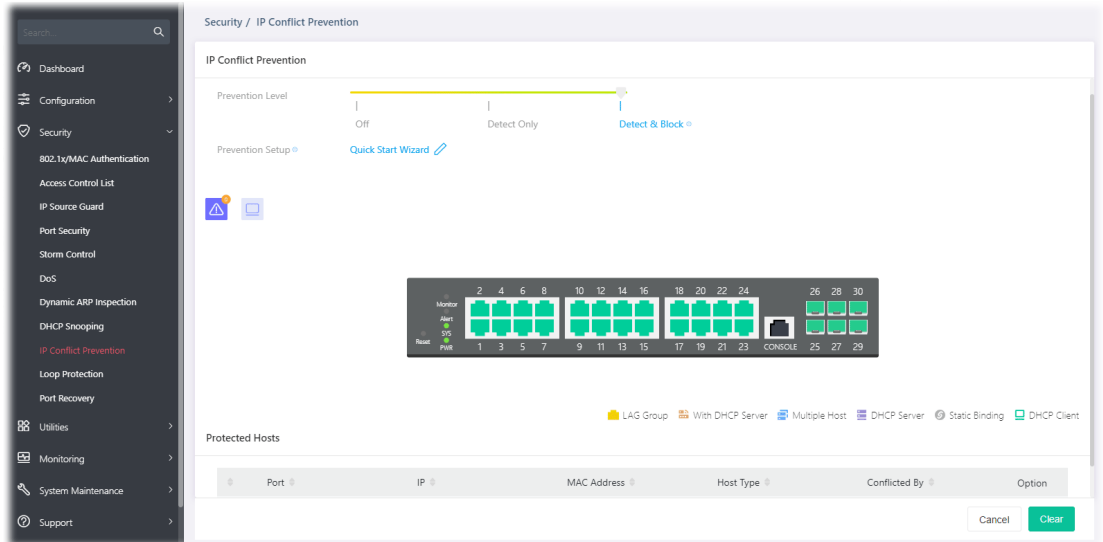 Search...
Dashboard
Configuration
Security
802.1x/MAC Authentication
Access Control List
IP Source Guard
Port Security
Storm Control
DoS
Dynamic ARP Inspection
DHCP Snooping
IP Conflict Prevention
Loop Protection
Port Recovery
Utilities
Monitoring
System Maintenance
Support
Security / IP Conflict Prevention
IP Conflict Prevention
Prevention Level
Off Detect Only Detect & Block
Prevention Setup Quick Start Wizard
2 4 6 8 10 12 14 16 18 20 22 24 26 28 30
Monitor
Alert
SYS
Reset PWR 1 3 5 7 9 11 13 15 17 19 21 23 CONSOLE 25 27 29
LAG Group With DHCP Server Multiple Host DHCP Server Static Binding DHCP Client
Protected Hosts
Port IP MAC Address Host Type Conflicted By Option
Cancel Clear